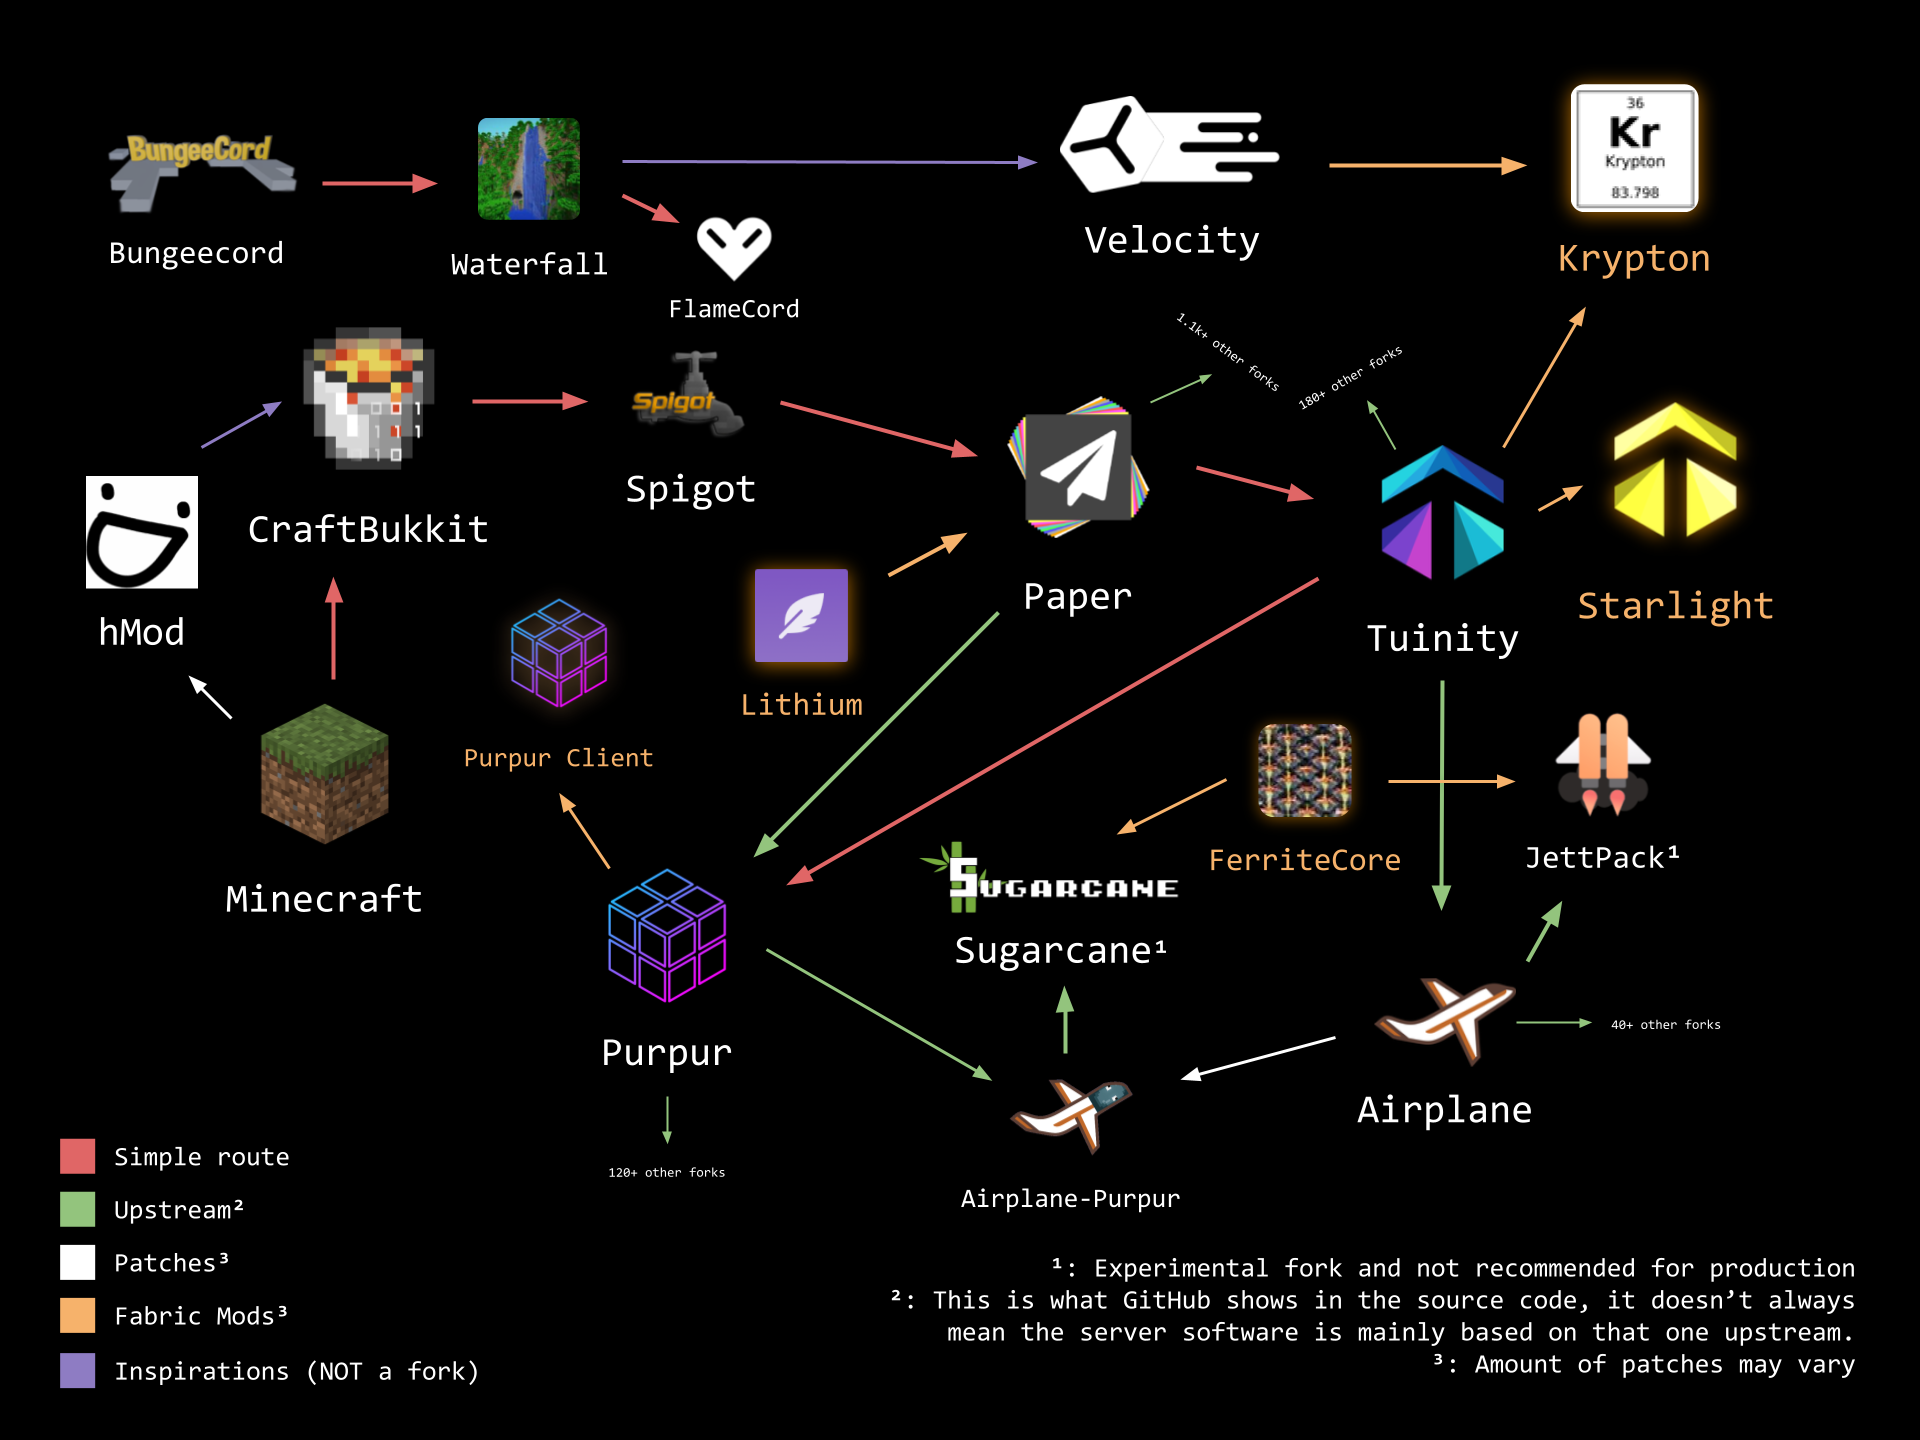 BungeeCord
Bungeecord
Waterfall
FlameCord
Velocity
36
Kr
Krypton
83.798
Krypton
CraftBukkit
Spigot
Spigot
1.1k+ other forks
180+ other forks
hMod
Paper
Tuinity
Starlight
Lithium
Purpur Client
Minecraft
FerriteCore
JettPack¹
SUGARCANE
Sugarcane¹
Purpur
120+ other forks
40+ other forks
Airplane
Airplane-Purpur
Simple route
Upstream²
Patches³
Fabric Mods³
Inspirations (NOT a fork)
¹: Experimental fork and not recommended for production
²: This is what GitHub shows in the source code, it doesn’t always
mean the server software is mainly based on that one upstream.
³: Amount of patches may vary